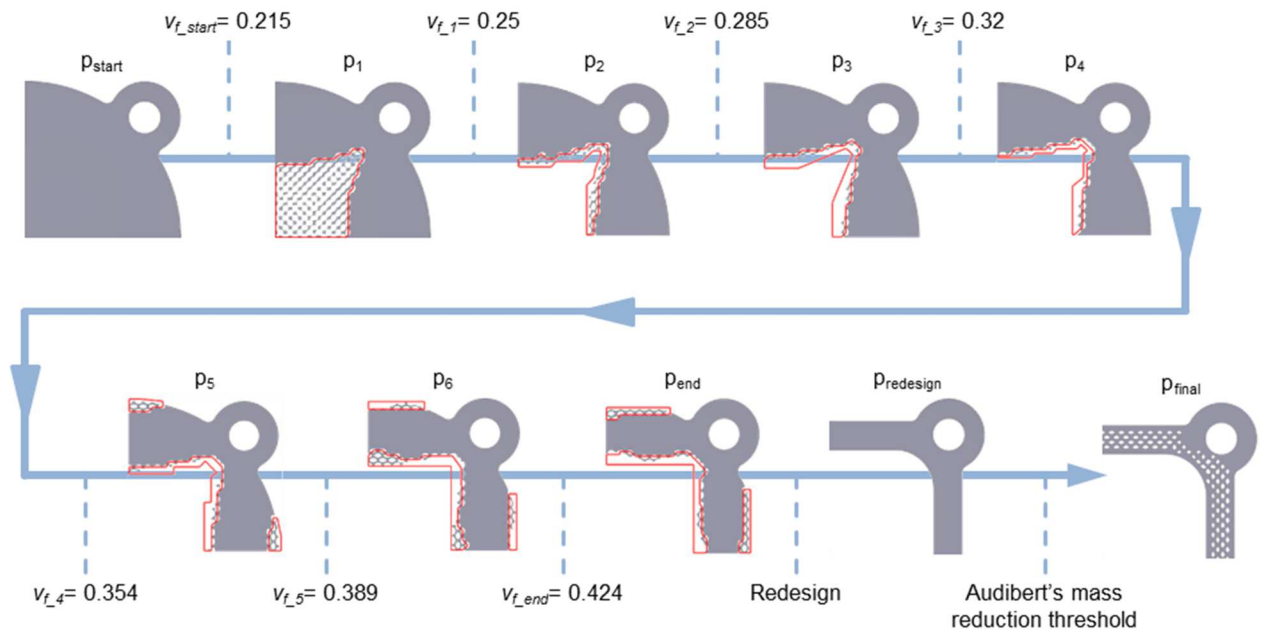 v_f_start= 0.215
v_f_1= 0.25
v_f_2= 0.285
v_f_3= 0.32
p_start
p_1
p_2
p_3
p_4
p_5
p_6
p_end
p_redesign
p_final
v_f_4= 0.354
v_f_5= 0.389
v_f_end= 0.424
Redesign
Audibert's mass
reduction threshold